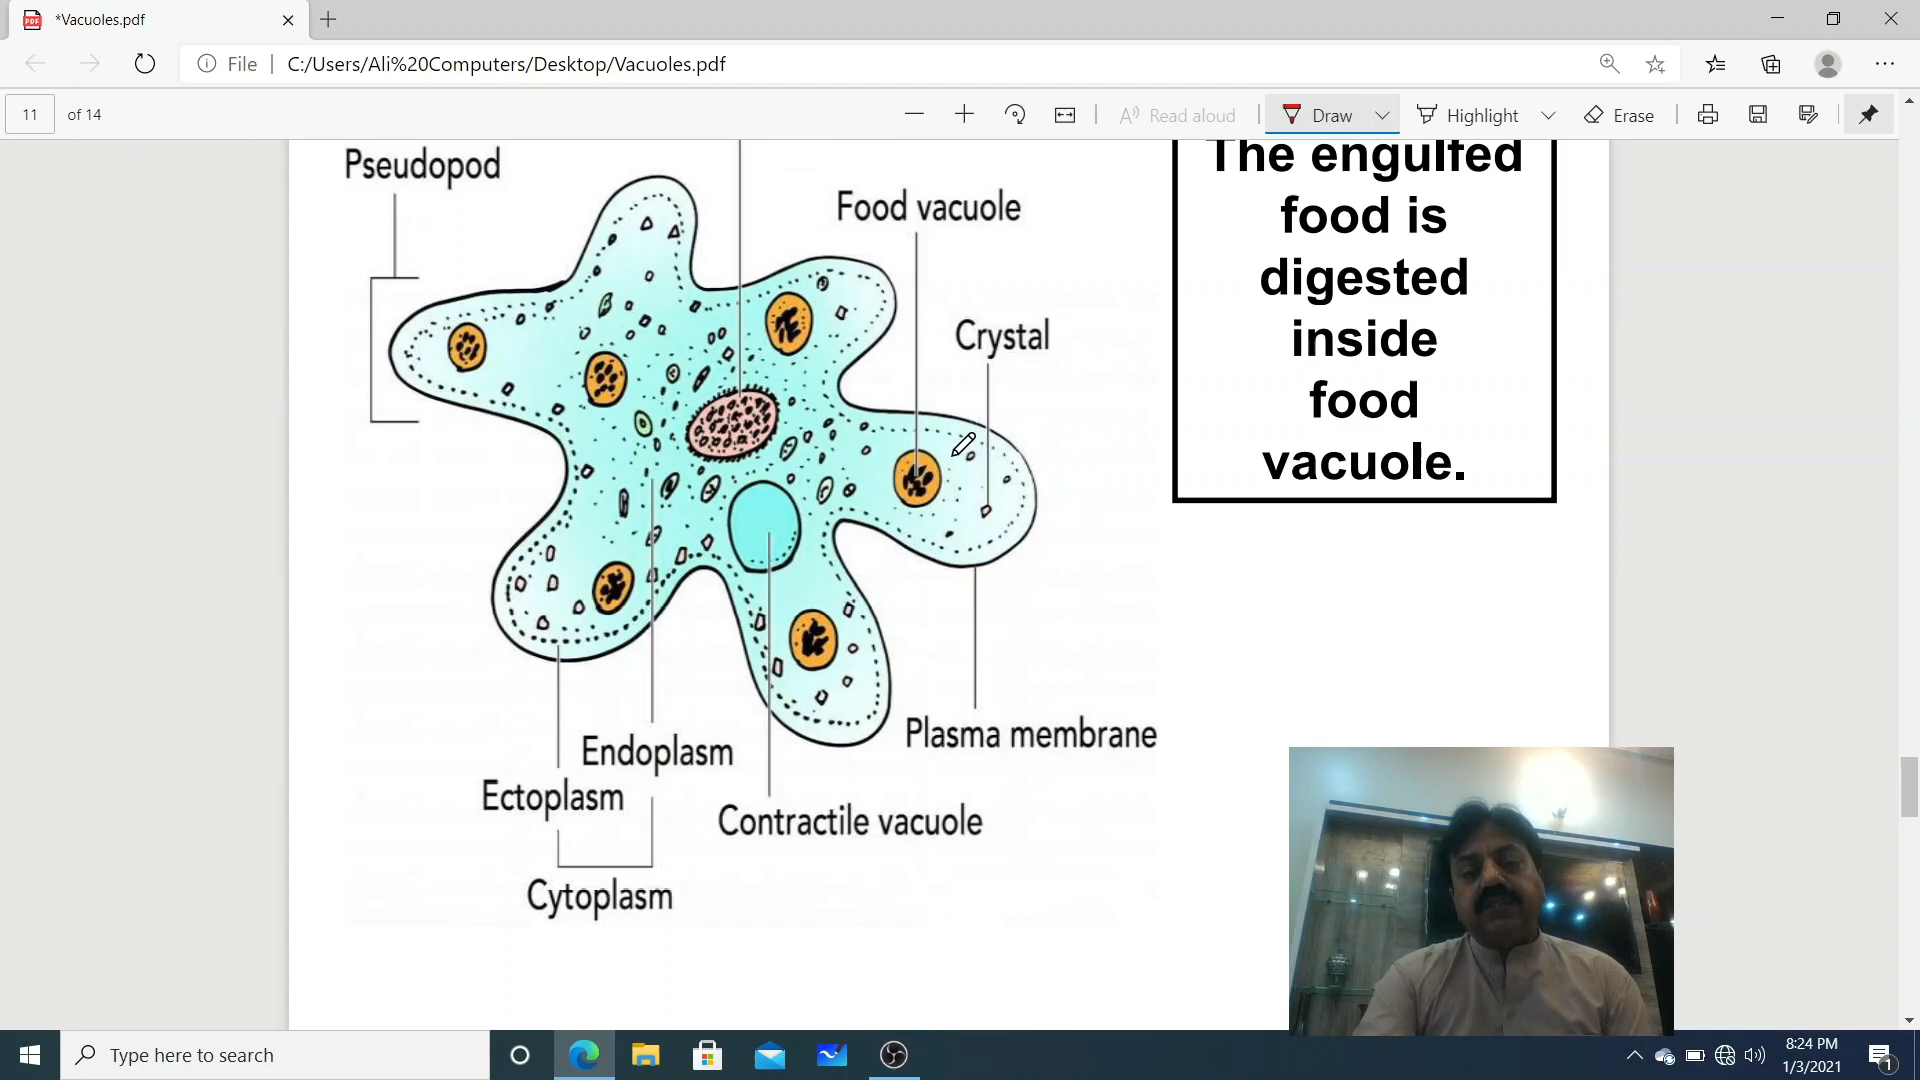 *Vacuoles.pdf
File
C:/Users/Ali%20Computers/Desktop/Vacuoles.pdf
11 of 14
Read aloud
Draw
Highlight
Erase
Pseudopod
Food vacuole
Crystal
Endoplasm
Ectoplasm
Plasma membrane
Contractile vacuole
Cytoplasm
The engulfed
food is
digested
inside
food
vacuole.
Type here to search
8:24 PM
1/3/2021
1